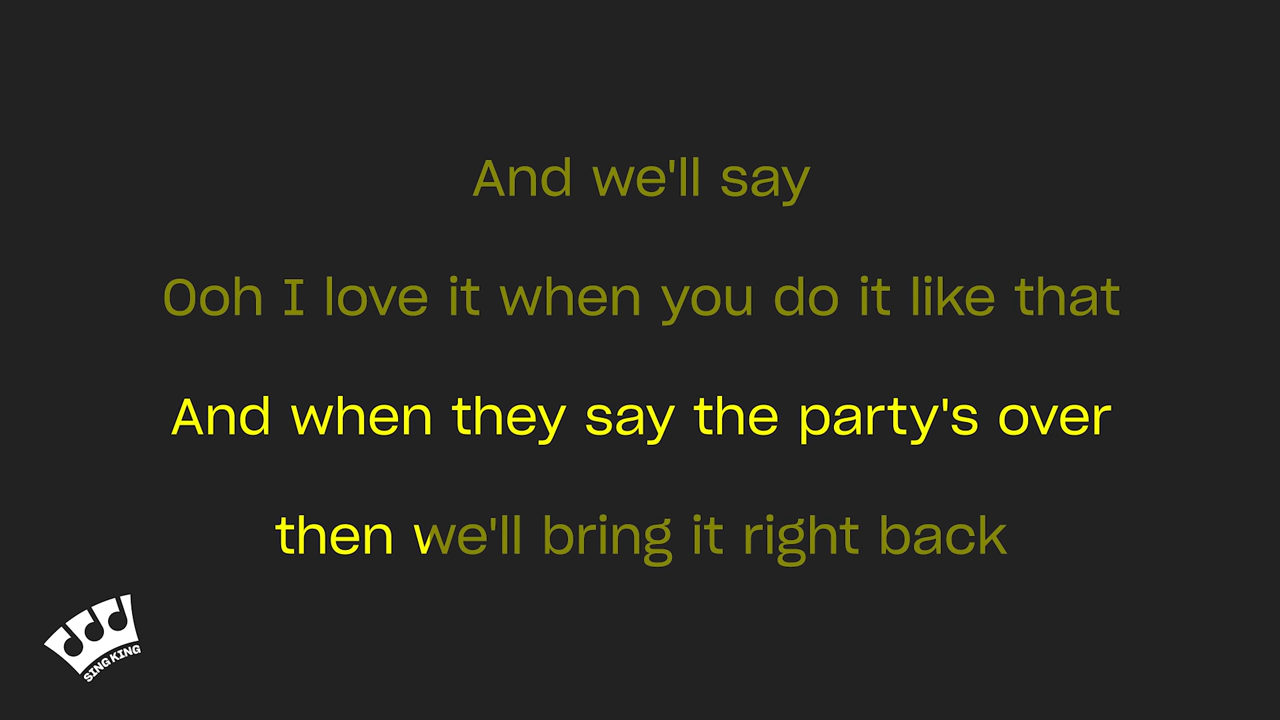 And we'll say
Ooh I love it when you do it like that
And when they say the party's over
then we'll bring it right back
SING KING